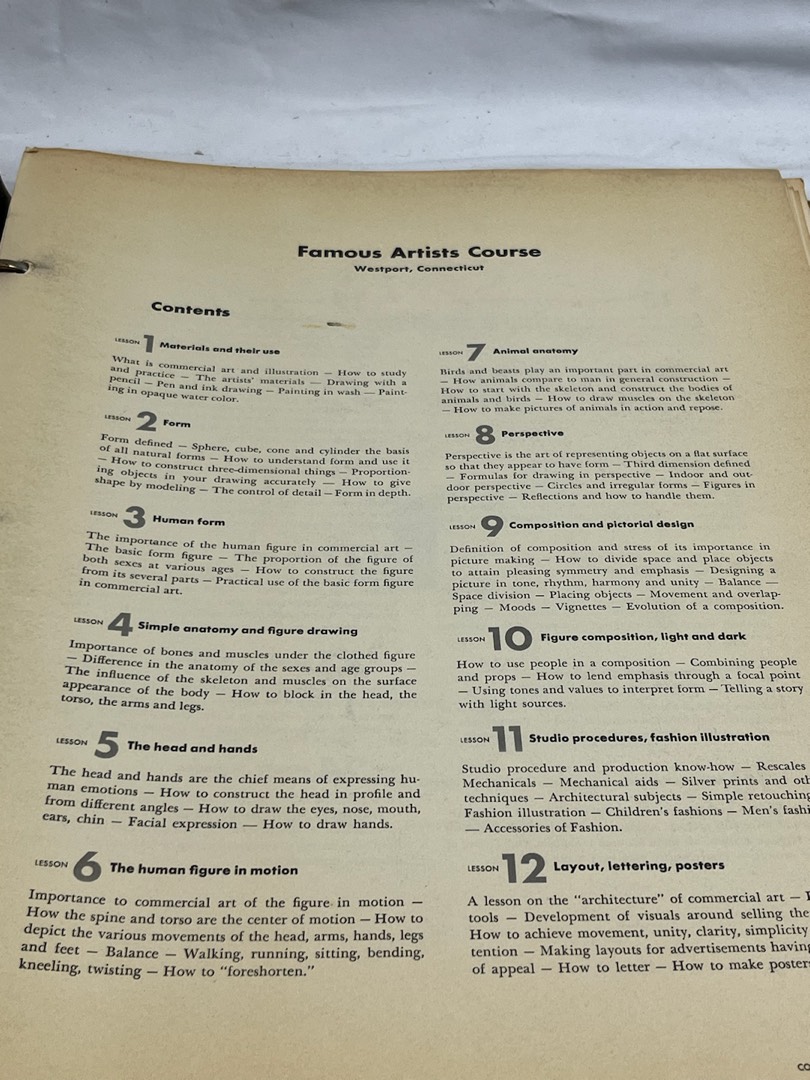 Famous Artists Course
Westport, Connecticut
Contents
LESSON 1 Materials and their use
What is commercial art and illustration — How to study
and practice — The artists' materials — Drawing with a
pencil — Pen and ink drawing — Painting in wash — Paint-
ing in opaque water color.
LESSON 2 Form
Form defined — Sphere, cube, cone and cylinder the basis
of all natural forms — How to understand form and use it
— How to construct three-dimensional things — Proportion-
ing objects in your drawing accurately — How to give
shape by modeling — The control of detail — Form in depth.
LESSON 3 Human form
The importance of the human figure in commercial art —
The basic form figure — The proportion of the figure of
both sexes at various ages — How to construct the figure
from its several parts — Practical use of the basic form figure
in commercial art.
LESSON 4 Simple anatomy and figure drawing
Importance of bones and muscles under the clothed figure
— Difference in the anatomy of the sexes and age groups —
The influence of the skeleton and muscles on the surface
appearance of the body — How to block in the head, the
torso, the arms and legs.
LESSON 5 The head and hands
The head and hands are the chief means of expressing hu-
man emotions — How to construct the head in profile and
from different angles — How to draw the eyes, nose, mouth,
ears, chin — Facial expression — How to draw hands.
LESSON 6 The human figure in motion
Importance to commercial art of the figure in motion —
How the spine and torso are the center of motion — How to
depict the various movements of the head, arms, hands, legs
and feet — Balance — Walking, running, sitting, bending,
kneeling, twisting — How to "foreshorten."
LESSON 7 Animal anatomy
Birds and beasts play an important part in commercial art
— How animals compare to man in general construction —
How to start with the skeleton and construct the bodies of
animals and birds — How to draw muscles on the skeleton
— How to make pictures of animals in action and repose.
LESSON 8 Perspective
Perspective is the art of representing objects on a flat surface
so that they appear to have form — Third dimension defined
— Formulas for drawing in perspective — Indoor and out-
door perspective — Circles and irregular forms — Figures in
perspective — Reflections and how to handle them.
LESSON 9 Composition and pictorial design
Definition of composition and stress of its importance in
picture making — How to divide space and place objects
to attain pleasing symmetry and emphasis — Designing a
picture in tone, rhythm, harmony and unity — Balance —
Space division — Placing objects — Movement and overlap-
ping — Moods — Vignettes — Evolution of a composition.
LESSON 10 Figure composition, light and dark
How to use people in a composition — Combining people
and props — How to lend emphasis through a focal point
— Using tones and values to interpret form — Telling a story
with light sources.
LESSON 11 Studio procedures, fashion illustration
Studio procedure and production know-how — Rescales
Mechanicals — Mechanical aids — Silver prints and
techniques — Architectural subjects — Simple retouching
Fashion illustration — Children's fashions — Men's
— Accessories of Fashion.
LESSON 12 Layout, lettering, posters
A lesson on the "architecture" of commercial art —
tools — Development of visuals around selling the
How to achieve movement, unity, clarity, simplicity
tention — Making layouts for advertisements having
of appeal — How to letter — How to make